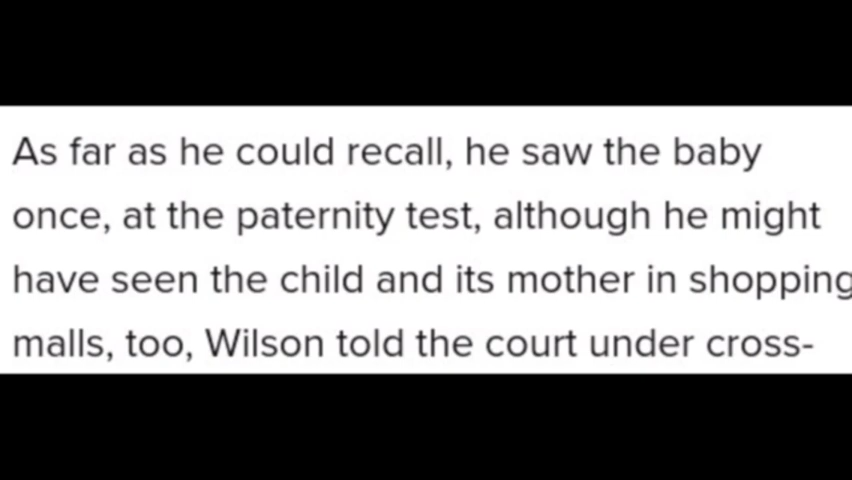 As far as he could recall, he saw the baby
once, at the paternity test, although he might
have seen the child and its mother in shopping
malls, too, Wilson told the court under cross-